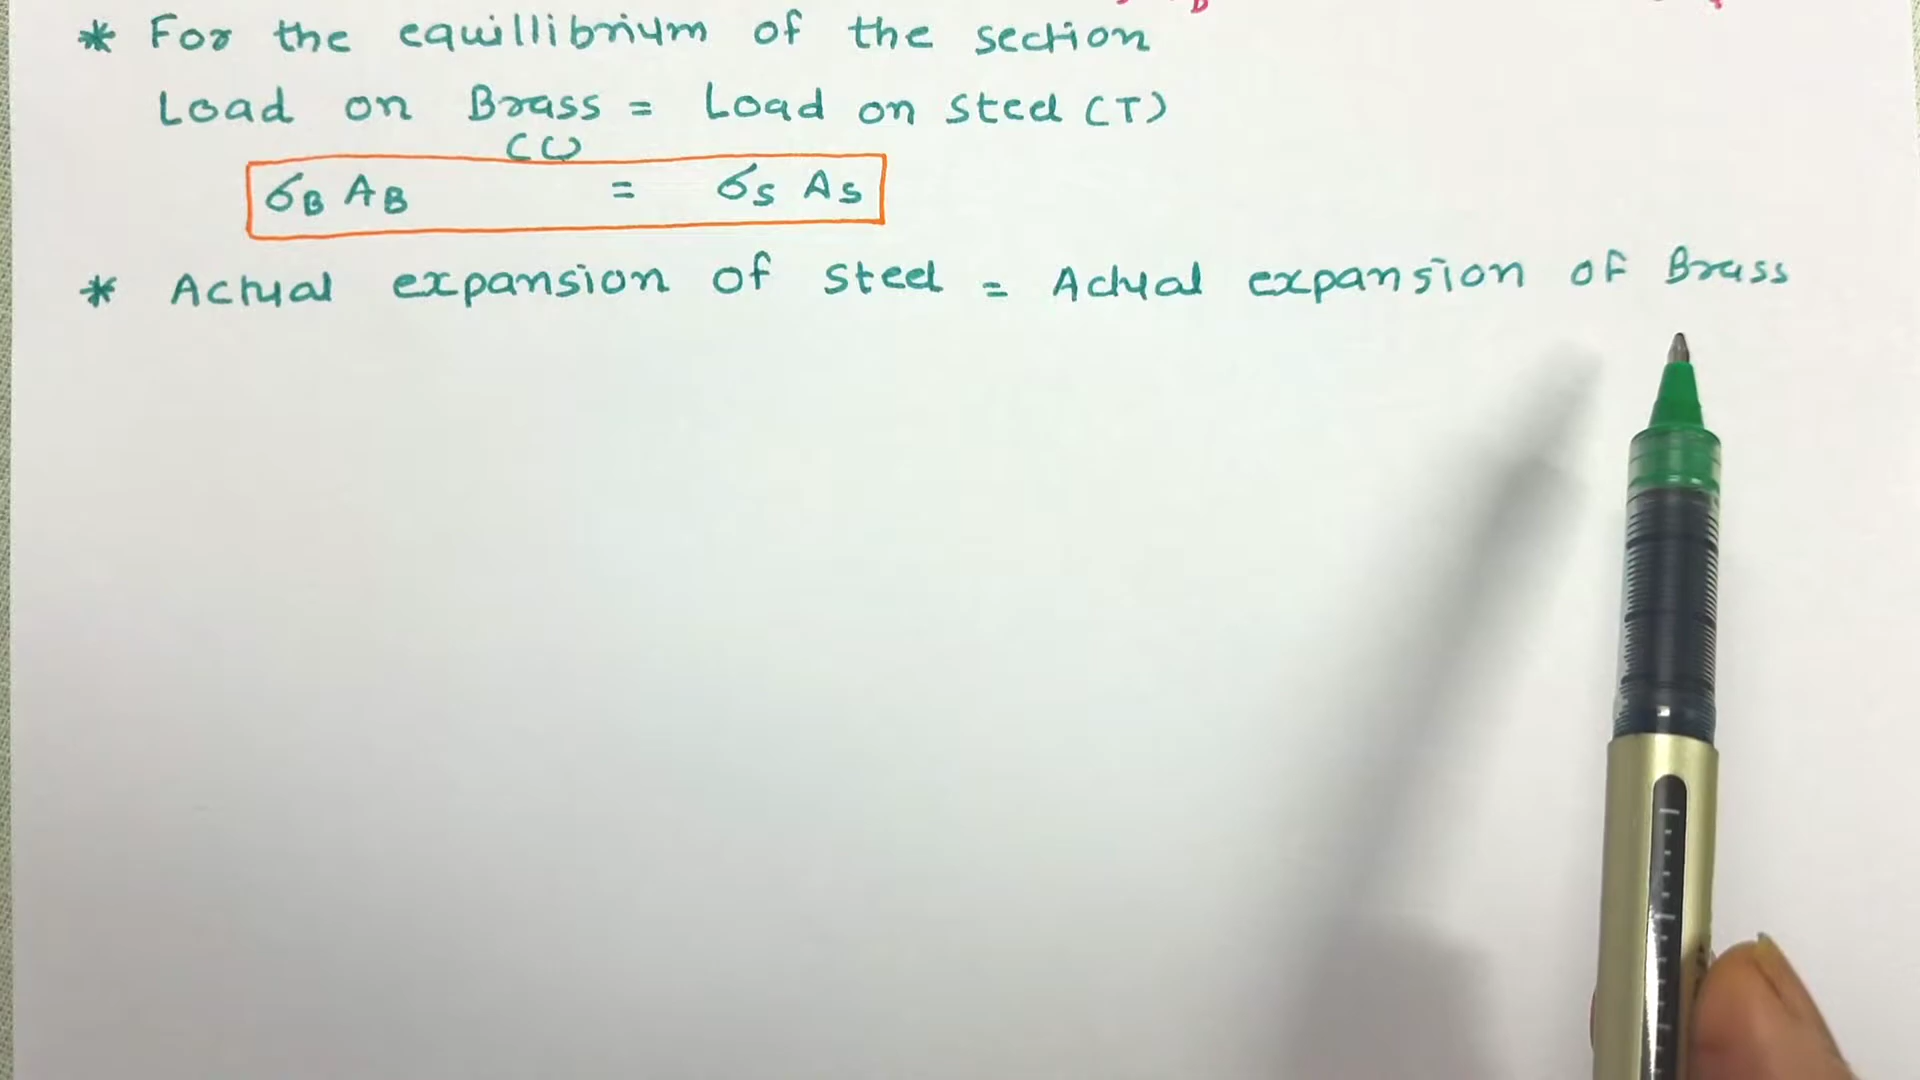 * For the equillibrium of the section
Load on Brass = Load on steel (T)
(C)
σB AB = σS AS
* Actual expansion of steel = Actual expansion of Brass